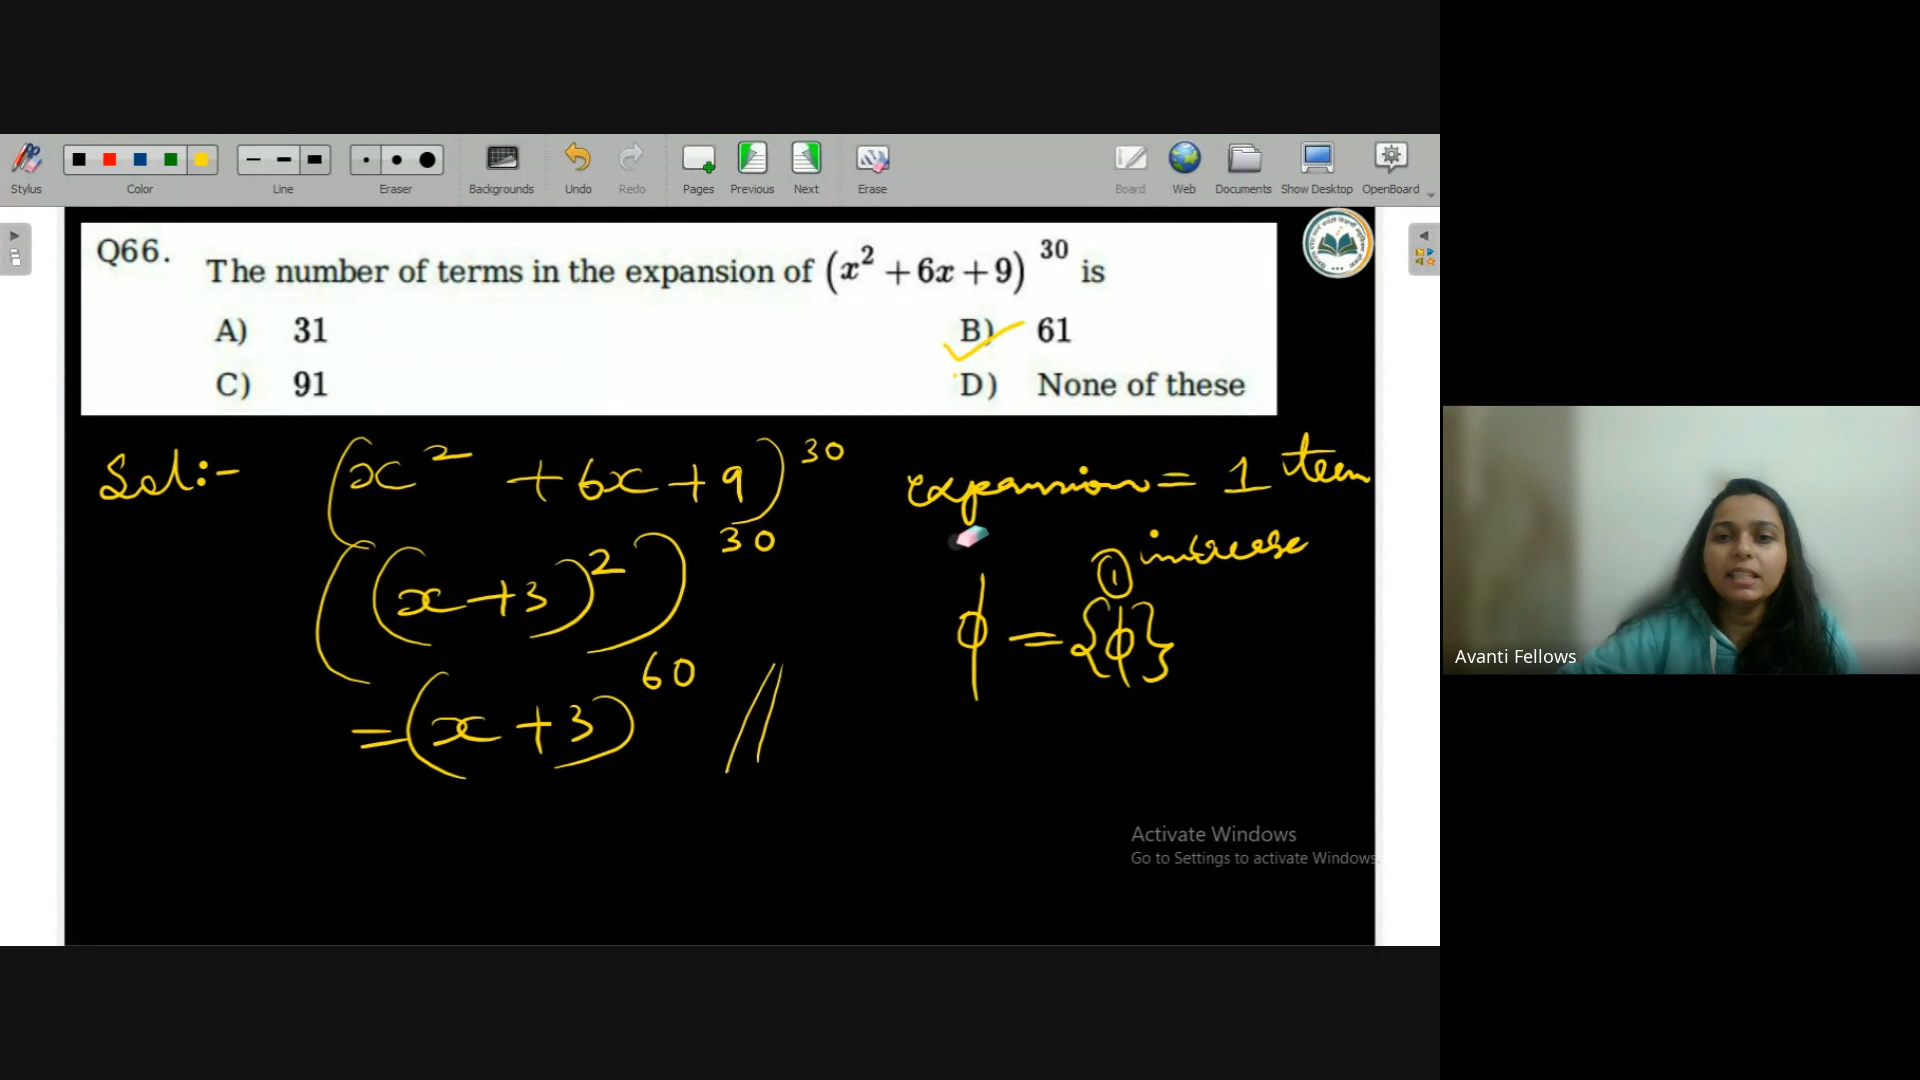 Stylus
Color
Line
Eraser
Backgrounds
Undo
Redo
Pages
Previous
Next
Erase
Board
Web
Documents
Show Desktop
OpenBoard
Q66. The number of terms in the expansion of (x² + 6x + 9)³⁰ is
A) 31
B) 61
C) 91
D) None of these
Sol:- (x² + 6x + 9)³⁰
((x + 3)²)³⁰
= (x + 3)⁶⁰ //
expansion = 1 term
① increase
ϕ = {ϕ}
Activate Windows
Go to Settings to activate Windows.
Avanti Fellows